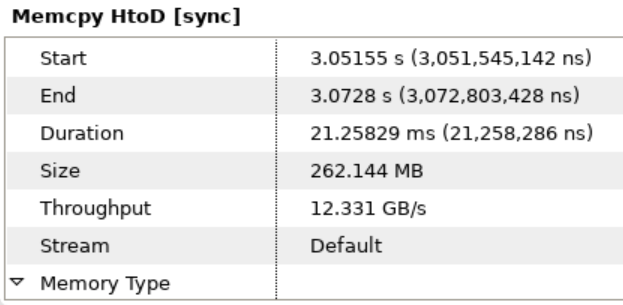 Memcpy HtoD [sync]
Start 3.05155 s (3,051,545,142 ns)
End 3.0728 s (3,072,803,428 ns)
Duration 21.25829 ms (21,258,286 ns)
Size 262.144 MB
Throughput 12.331 GB/s
Stream Default
Memory Type